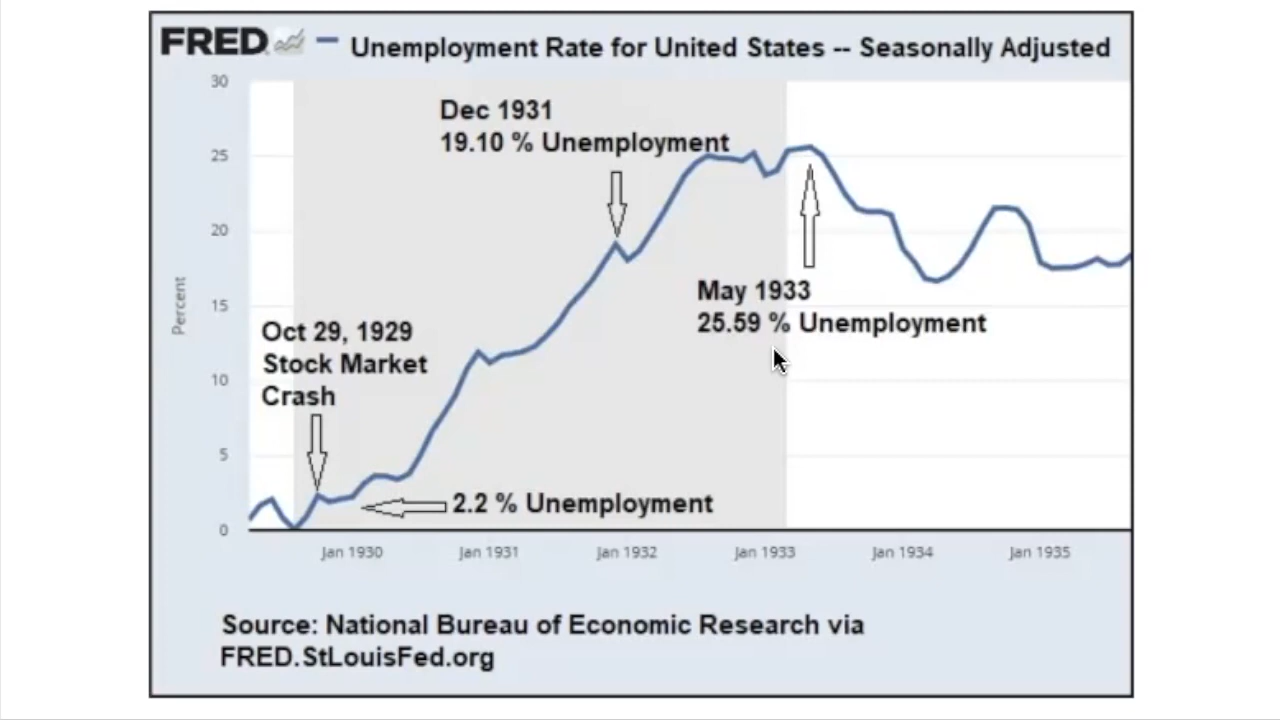 FRED Unemployment Rate for United States -- Seasonally Adjusted
30
Dec 1931
19.10 % Unemployment
25
20
May 1933
25.59 % Unemployment
Percent
15
Oct 29, 1929
Stock Market
Crash
10
5
2.2 % Unemployment
0
Jan 1930 Jan 1931 Jan 1932 Jan 1933 Jan 1934 Jan 1935
Source: National Bureau of Economic Research via
FRED.StLouisFed.org